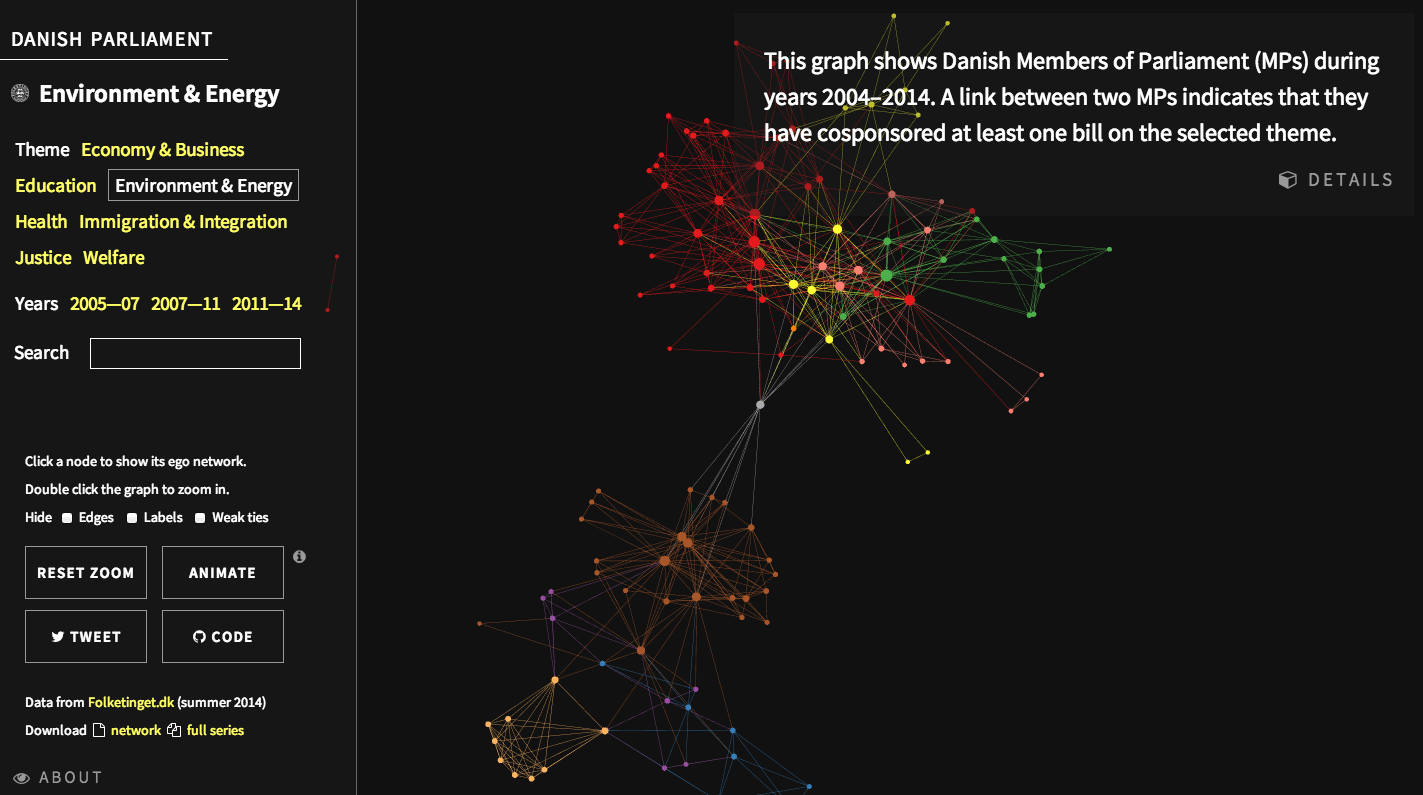 DANISH PARLIAMENT
Environment & Energy
Theme Economy & Business
Education Environment & Energy
Health Immigration & Integration
Justice Welfare
Years 2005—07 2007—11 2011—14
Search
Click a node to show its ego network.
Double click the graph to zoom in.
Hide Edges Labels Weak ties
RESET ZOOM ANIMATE
TWEET CODE
Data from Folketinget.dk (summer 2014)
Download network full series
ABOUT
This graph shows Danish Members of Parliament (MPs) during
years 2004–2014. A link between two MPs indicates that they
have cosponsored at least one bill on the selected theme.
DETAILS